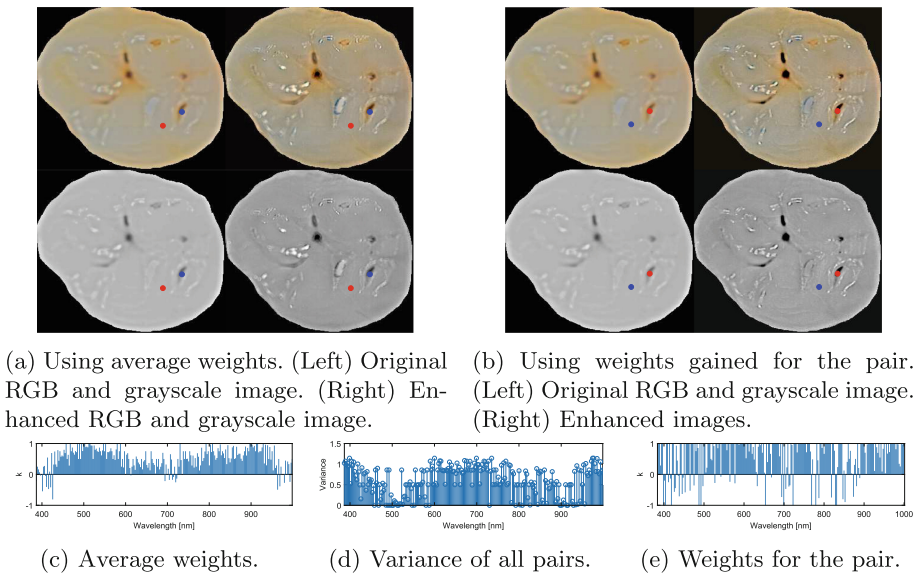 (a) Using average weights. (Left) Original
RGB and grayscale image. (Right) En-
hanced RGB and grayscale image.
(b) Using weights gained for the pair.
(Left) Original RGB and grayscale image.
(Right) Enhanced images.
1
0
-1
k
400 500 600 700 800 900
Wavelength [nm]
1.5
1
0.5
0
Variance
400 500 600 700 800 900
Wavelength [nm]
1
0
-1
k
400 500 600 700 800 900 1000
Wavelength [nm]
(c) Average weights.
(d) Variance of all pairs.
(e) Weights for the pair.